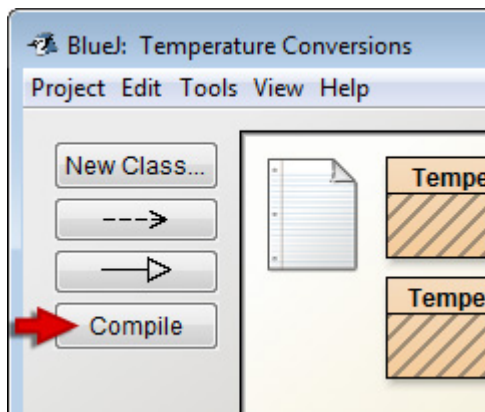 BlueJ: Temperature Conversions
Project Edit Tools View Help
New Class...
Compile
Tempe
Tempe